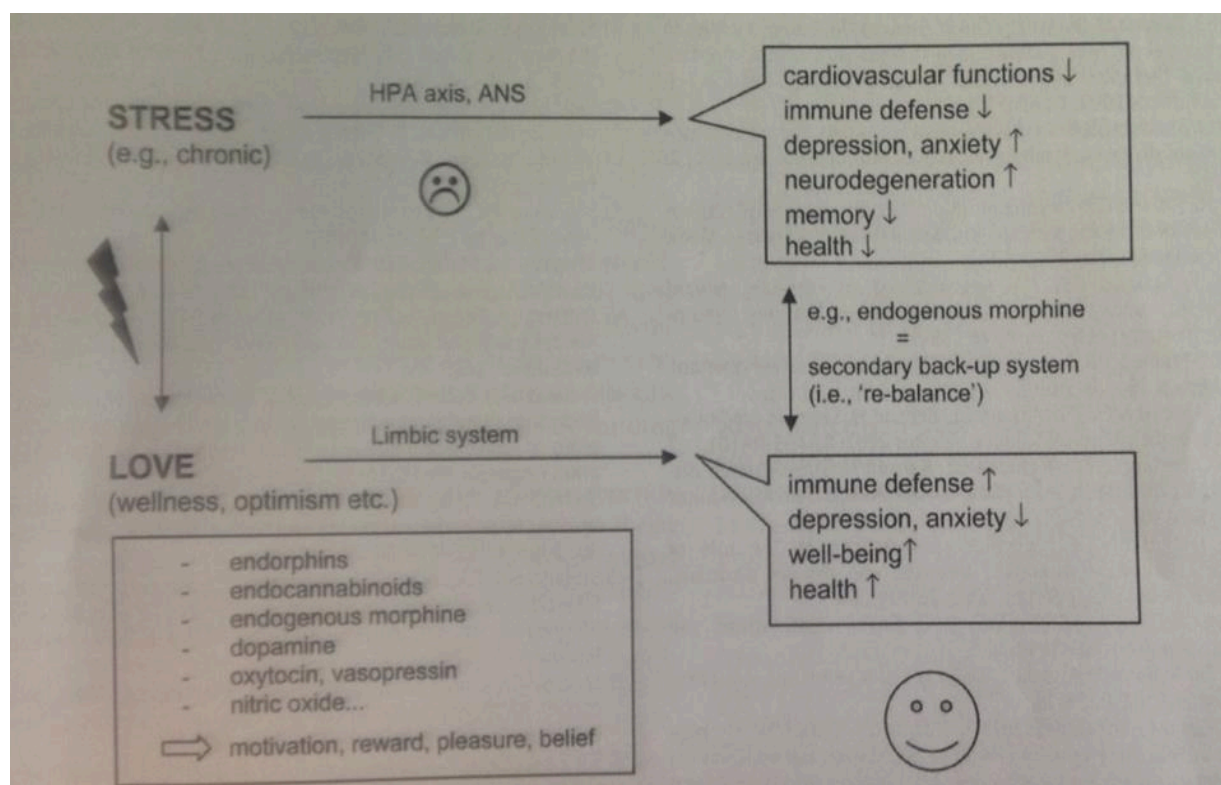 STRESS
(e.g., chronic)
HPA axis, ANS
cardiovascular functions ↓
immune defense ↓
depression, anxiety ↑
neurodegeneration ↑
memory ↓
health ↓
e.g., endogenous morphine
=
secondary back-up system
(i.e., 're-balance')
LOVE
(wellness, optimism etc.)
Limbic system
immune defense ↑
depression, anxiety ↓
well-being↑
health ↑
- endorphins
- endocannabinoids
- endogenous morphine
- dopamine
- oxytocin, vasopressin
- nitric oxide...
⇨ motivation, reward, pleasure, belief